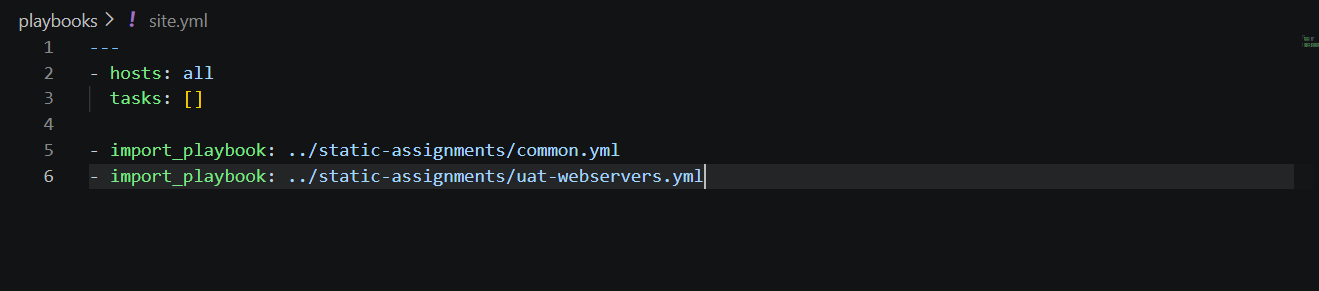 playbooks > ! site.yml
1 ---
2 - hosts: all
3   tasks: []
4
5 - import_playbook: ../static-assignments/common.yml
6 - import_playbook: ../static-assignments/uat-webservers.yml